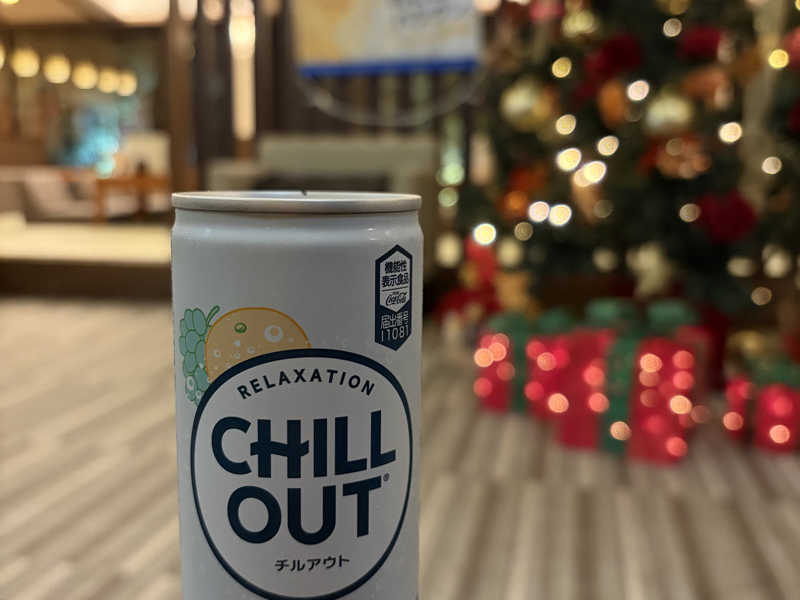 機能性
表示食品
Coca-Cola
届出番号
I1081
RELAXATION
CHILL
OUT®
チルアウト